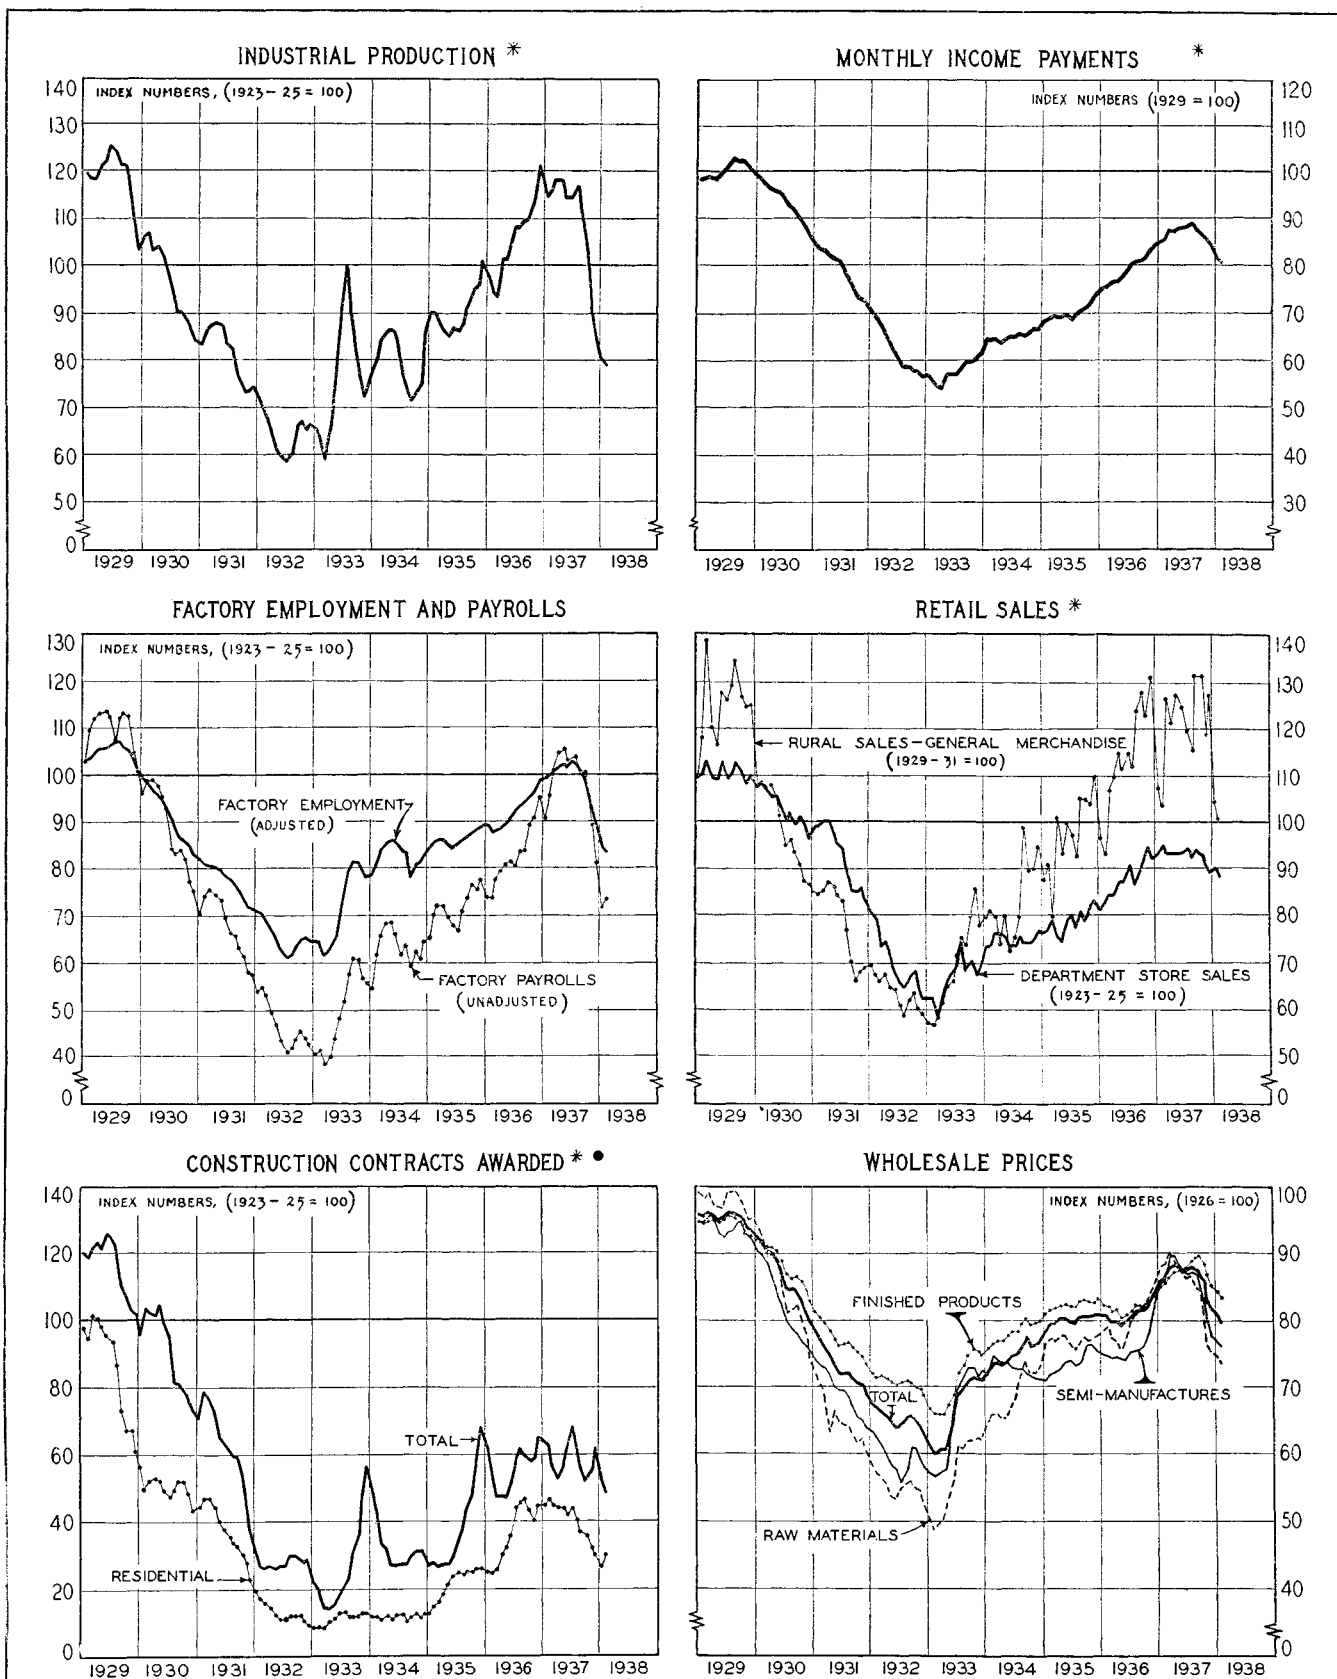 INDUSTRIAL PRODUCTION *
INDEX NUMBERS, (1923-25=100)
140
130
120
110
100
90
80
70
60
50
0
1929 1930 1931 1932 1933 1934 1935 1936 1937 1938
MONTHLY INCOME PAYMENTS *
INDEX NUMBERS (1929=100)
120
110
100
90
80
70
60
50
40
30
1929 1930 1931 1932 1933 1934 1935 1936 1937 1938
FACTORY EMPLOYMENT AND PAYROLLS
INDEX NUMBERS, (1923-25=100)
130
120
110
100
90
80
70
60
50
40
0
FACTORY EMPLOYMENT
(ADJUSTED)
FACTORY PAYROLLS
(UNADJUSTED)
1929 1930 1931 1932 1933 1934 1935 1936 1937 1938
RETAIL SALES *
140
130
120
110
100
90
80
70
60
50
0
RURAL SALES-GENERAL MERCHANDISE
(1929-31=100)
DEPARTMENT STORE SALES
(1923-25=100)
1929 1930 1931 1932 1933 1934 1935 1936 1937 1938
CONSTRUCTION CONTRACTS AWARDED * ●
INDEX NUMBERS, (1923-25=100)
140
120
100
80
60
40
20
0
TOTAL
RESIDENTIAL
1929 1930 1931 1932 1933 1934 1935 1936 1937 1938
WHOLESALE PRICES
INDEX NUMBERS, (1926=100)
100
90
80
70
60
50
40
0
FINISHED PRODUCTS
TOTAL
SEMI-MANUFACTURES
RAW MATERIALS
1929 1930 1931 1932 1933 1934 1935 1936 1937 1938